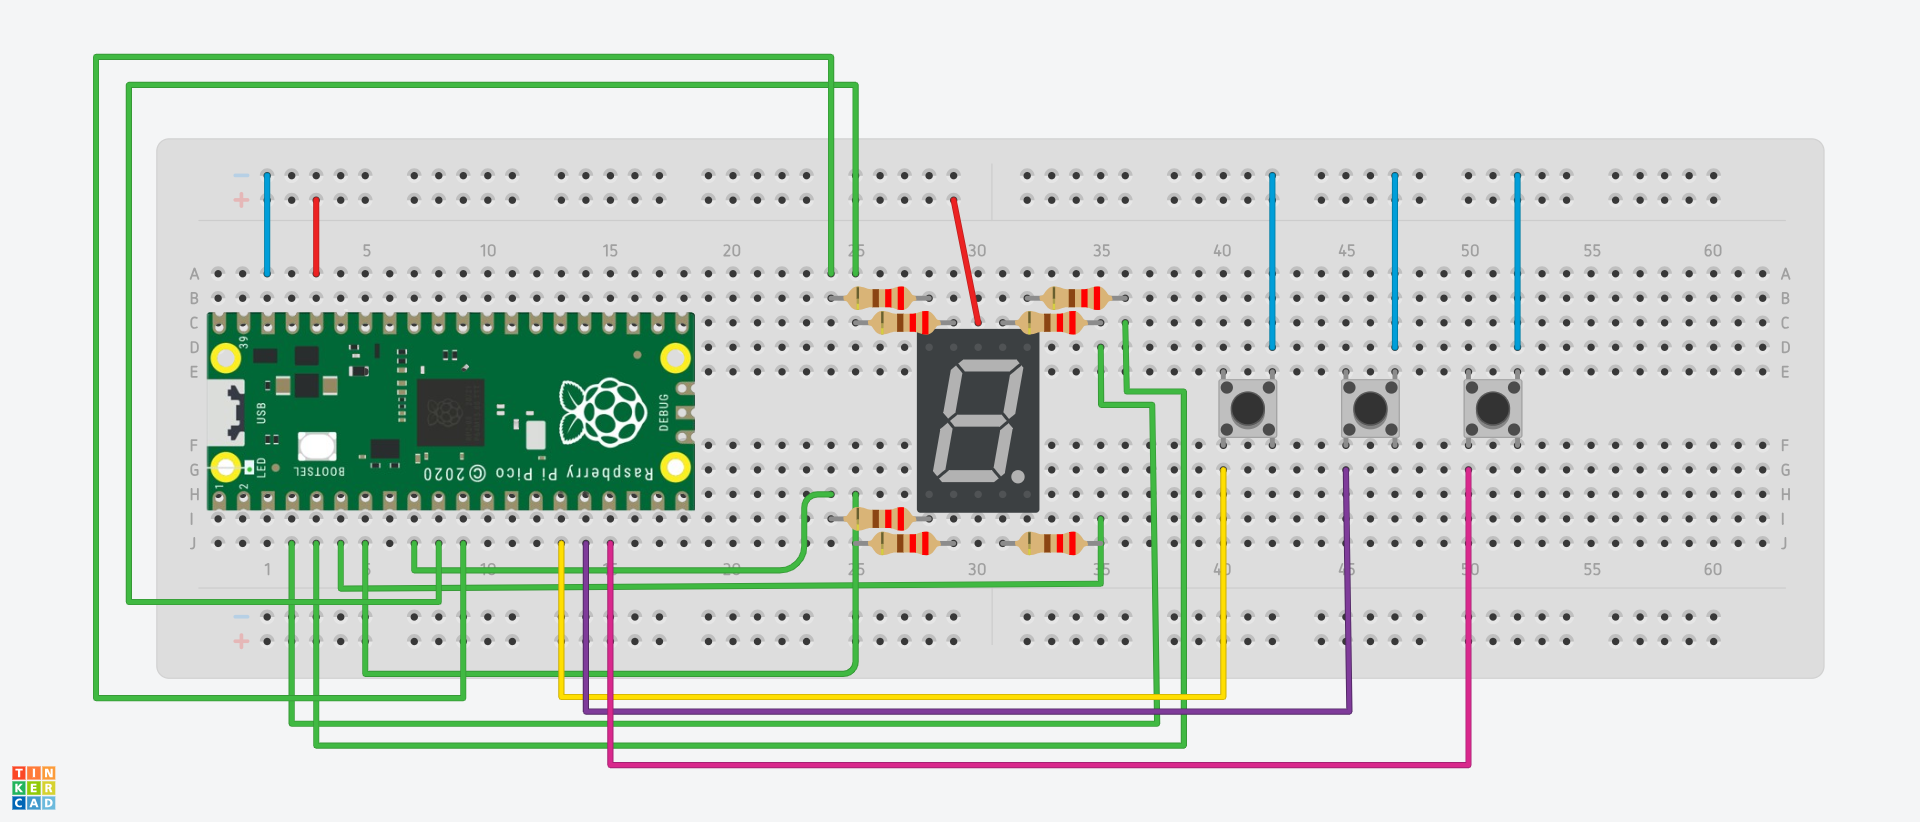 − 
+
5 10 15 20 25 30 35 40 45 50 55 60
A A
B B
C C
D D
E E
39
USB
DEBUG
LED
BOOTSEL
Raspberry Pi Pico ©2020
1
2
F F
G G
H H
I I
J J
1 5 10 15 20 25 30 35 40 45 50 55 60
−
+
TIN
KER
CAD